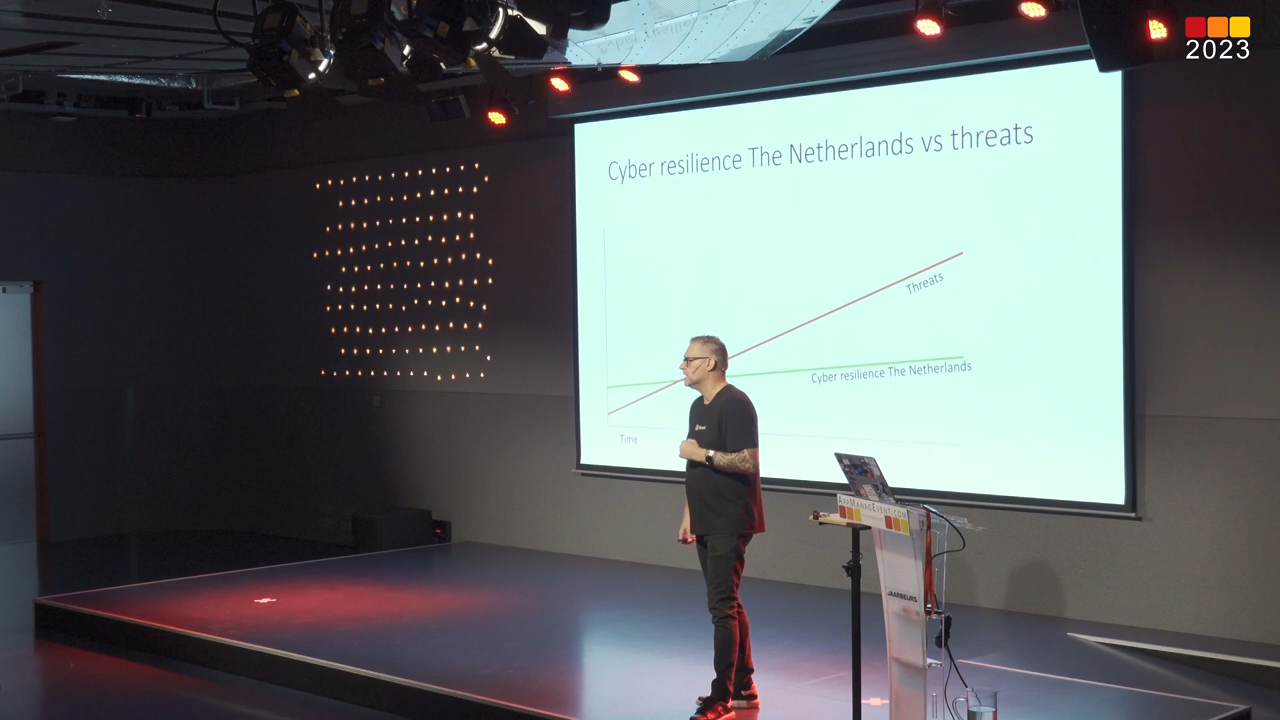 2023
Cyber resilience The Netherlands vs threats
Threats
Cyber resilience The Netherlands
Time
APPMANAGEVENT.COM
JAARBEURS